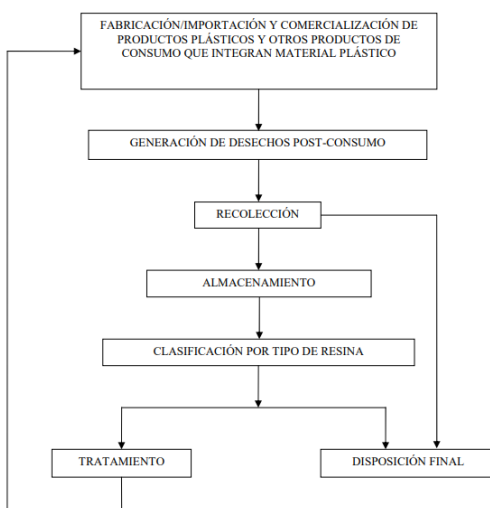 FABRICACIÓN/IMPORTACIÓN Y COMERCIALIZACIÓN DE
PRODUCTOS PLÁSTICOS Y OTROS PRODUCTOS DE
CONSUMO QUE INTEGRAN MATERIAL PLÁSTICO
GENERACIÓN DE DESECHOS POST-CONSUMO
RECOLECCIÓN
ALMACENAMIENTO
CLASIFICACIÓN POR TIPO DE RESINA
TRATAMIENTO
DISPOSICIÓN FINAL